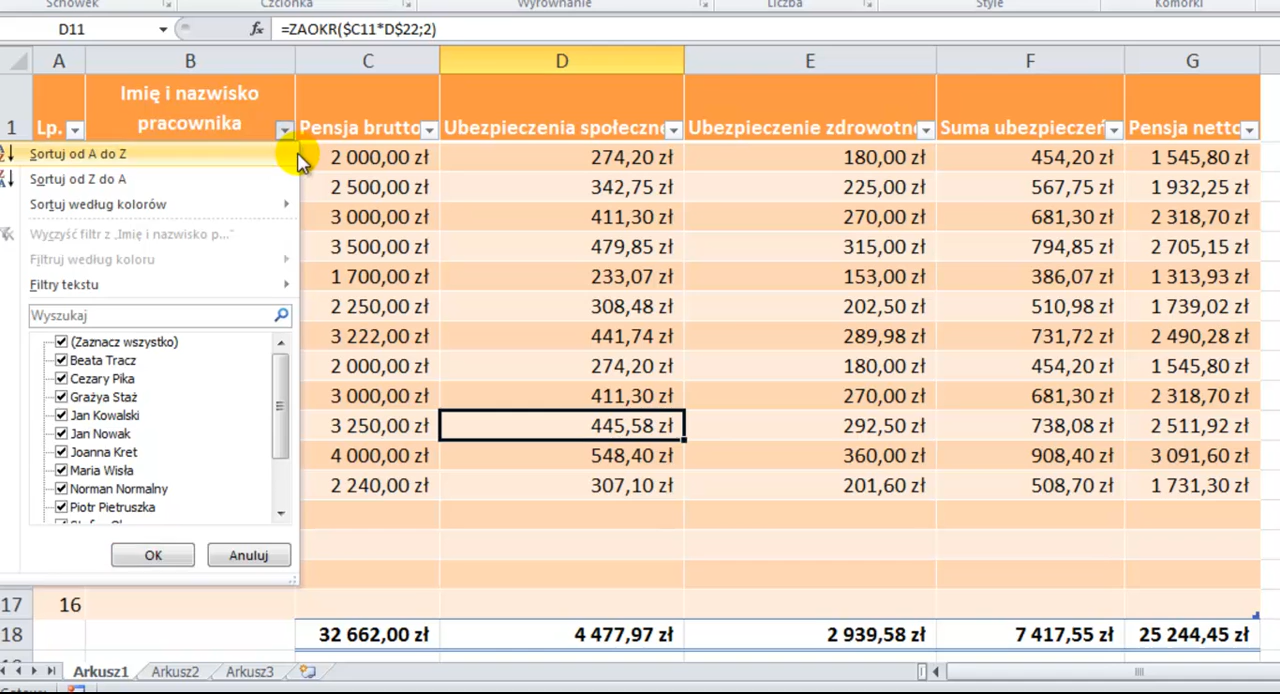 Schowek Czcionka Wyrównanie Liczba Style Komórki
D11 fx =ZAOKR($C11*D$22;2)
A B C D E F G
1 Lp. Imię i nazwisko pracownika Pensja brutto Ubezpieczenia społeczne Ubezpieczenie zdrowotne Suma ubezpieczeń Pensja netto
Sortuj od A do Z
Sortuj od Z do A
Sortuj według kolorów
Wyczyść filtr z „Imię i nazwisko p...”
Filtruj według koloru
Filtry tekstu
Wyszukaj
(Zaznacz wszystko)
Beata Tracz
Cezary Pika
Grażya Staż
Jan Kowalski
Jan Nowak
Joanna Kret
Maria Wisła
Norman Normalny
Piotr Pietruszka
OK Anuluj
2 000,00 zł 274,20 zł 180,00 zł 454,20 zł 1 545,80 zł
2 500,00 zł 342,75 zł 225,00 zł 567,75 zł 1 932,25 zł
3 000,00 zł 411,30 zł 270,00 zł 681,30 zł 2 318,70 zł
3 500,00 zł 479,85 zł 315,00 zł 794,85 zł 2 705,15 zł
1 700,00 zł 233,07 zł 153,00 zł 386,07 zł 1 313,93 zł
2 250,00 zł 308,48 zł 202,50 zł 510,98 zł 1 739,02 zł
3 222,00 zł 441,74 zł 289,98 zł 731,72 zł 2 490,28 zł
2 000,00 zł 274,20 zł 180,00 zł 454,20 zł 1 545,80 zł
3 000,00 zł 411,30 zł 270,00 zł 681,30 zł 2 318,70 zł
3 250,00 zł 445,58 zł 292,50 zł 738,08 zł 2 511,92 zł
4 000,00 zł 548,40 zł 360,00 zł 908,40 zł 3 091,60 zł
2 240,00 zł 307,10 zł 201,60 zł 508,70 zł 1 731,30 zł
17 16
18 32 662,00 zł 4 477,97 zł 2 939,58 zł 7 417,55 zł 25 244,45 zł
Arkusz1 Arkusz2 Arkusz3